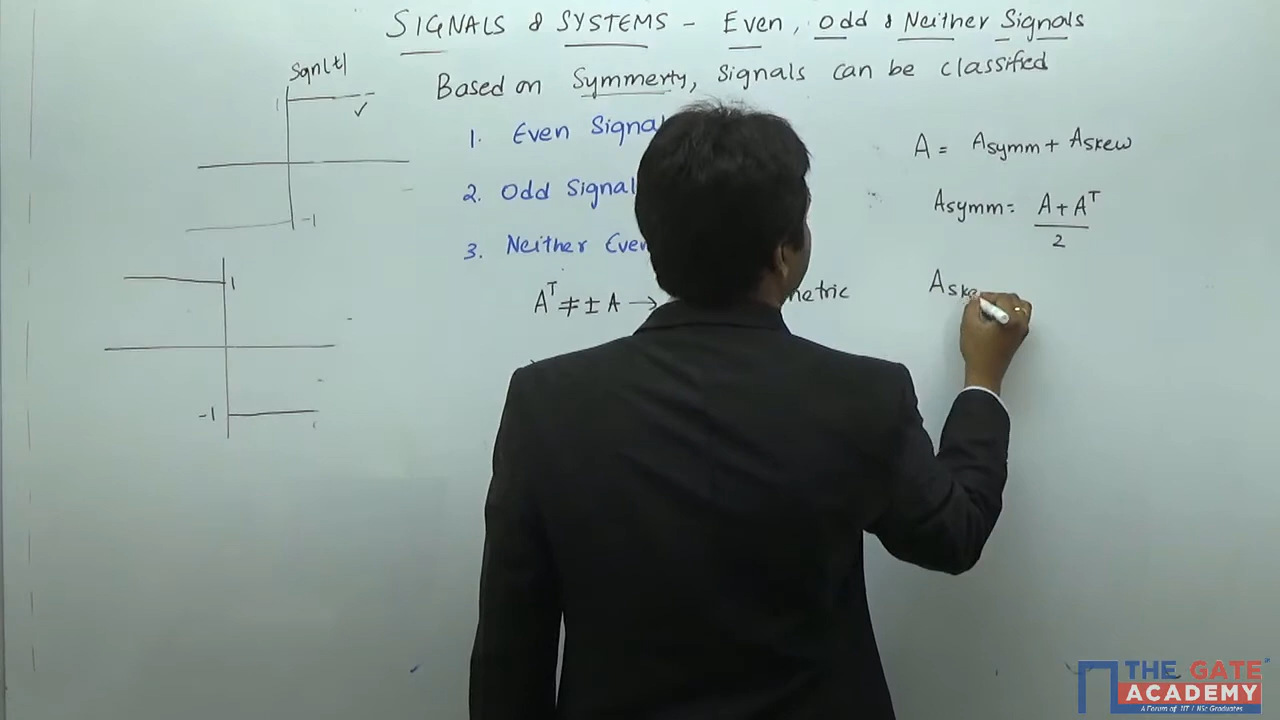 SIGNALS & SYSTEMS - Even, Odd & Neither Signals
Based on Symmerty, Signals can be classified
1. Even Signal
2. Odd Signal
3. Neither Even
A^T ≠ ± A →
Sgn(t)
1
-1
1
-1
A = Asymm + Askew
Asymm = A + A^T
2
Aske
THE GATE
ACADEMY
A Forum of IIT / IISc Graduates